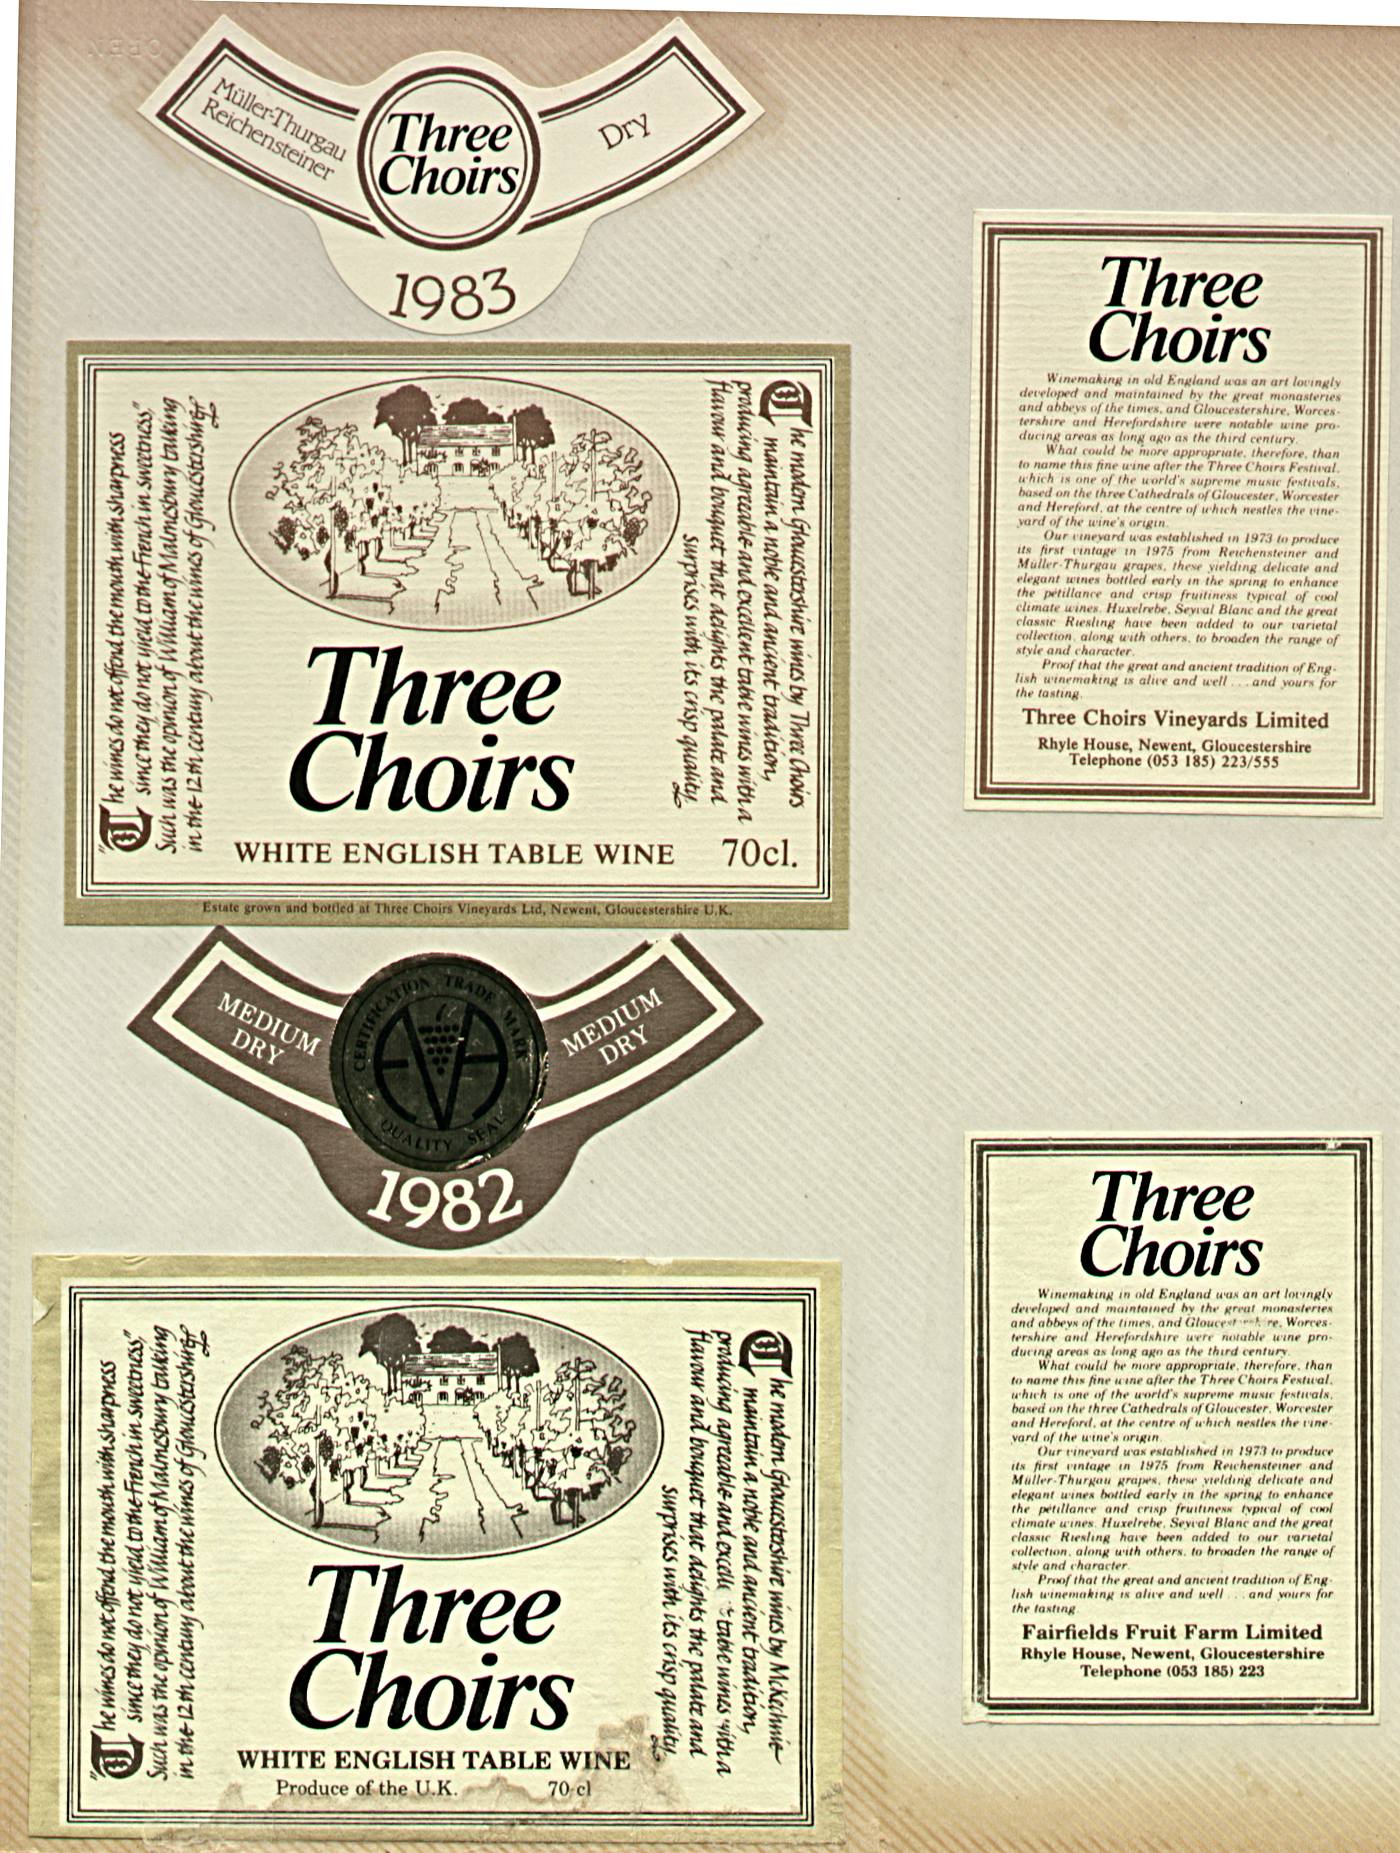 Müller-Thurgau
Reichensteiner
Three
Choirs
Dry
1983
"The wines do not offend the mouth with sharpness
since they do not yield to the French in sweetness"
Such was the opinion of William of Malmesbury talking
in the 12th century about the wines of Gloucestershire
The modern Gloucestershire wines by Three Choirs
maintain a noble and ancient tradition,
producing agreeable and excellent table wines with a
flavour and bouquet that delights the palate and
surprises with its crisp quality.
Three
Choirs
WHITE ENGLISH TABLE WINE 70cl.
Estate grown and bottled at Three Choirs Vineyards Ltd, Newent, Gloucestershire U.K.
Three
Choirs
Winemaking in old England was an art lovingly
developed and maintained by the great monasteries
and abbeys of the times, and Gloucestershire, Worces-
tershire and Herefordshire were notable wine pro-
ducing areas as long ago as the third century.
What could be more appropriate, therefore, than
to name this fine wine after the Three Choirs Festival,
which is one of the world's supreme music festivals,
based on the three Cathedrals of Gloucester, Worcester
and Hereford, at the centre of which nestles the vine-
yard of the wine's origin.
Our vineyard was established in 1973 to produce
its first vintage in 1975 from Reichensteiner and
Müller-Thurgau grapes, these yielding delicate and
elegant wines bottled early in the spring to enhance
the pétillance and crisp fruitiness typical of cool
climate wines. Huxelrebe, Seyval Blanc and the great
classic Riesling have been added to our varietal
collection, along with others, to broaden the range of
style and character.
Proof that the great and ancient tradition of Eng-
lish winemaking is alive and well . . . and yours for
the tasting.
Three Choirs Vineyards Limited
Rhyle House, Newent, Gloucestershire
Telephone (053 185) 223/555
MEDIUM
DRY
CERTIFICATION TRADE MARK
EVA
QUALITY SEAL
MEDIUM
DRY
1982
"The wines do not offend the mouth with sharpness
since they do not yield to the French in sweetness"
Such was the opinion of William of Malmesbury talking
in the 12th century about the wines of Gloucestershire
The modern Gloucestershire wines by McKechnie
maintain a noble and ancient tradition,
producing agreeable and table wines with a
flavour and bouquet that delights the palate and
surprises with its crisp quality.
Three
Choirs
WHITE ENGLISH TABLE WINE
Produce of the U.K. 70 cl
Three
Choirs
Winemaking in old England was an art lovingly
developed and maintained by the great monasteries
and abbeys of the times, and Worces-
tershire and Herefordshire were notable wine pro-
ducing areas as long ago as the third century.
What could be more appropriate, therefore, than
to name this fine wine after the Three Choirs Festival,
which is one of the world's supreme music festivals,
based on the three Cathedrals of Gloucester, Worcester
and Hereford, at the centre of which nestles the vine-
yard of the wine's origin.
Our vineyard was established in 1973 to produce
its first vintage in 1975 from Reichensteiner and
Müller-Thurgau grapes, these yielding delicate and
elegant wines bottled early in the spring to enhance
the pétillance and crisp fruitiness typical of cool
climate wines. Huxelrebe, Seyval Blanc and the great
classic Riesling have been added to our varietal
collection, along with others, to broaden the range of
style and character.
Proof that the great and ancient tradition of Eng-
lish winemaking is alive and well . . . and yours for
the tasting.
Fairfields Fruit Farm Limited
Rhyle House, Newent, Gloucestershire
Telephone (053 185) 223